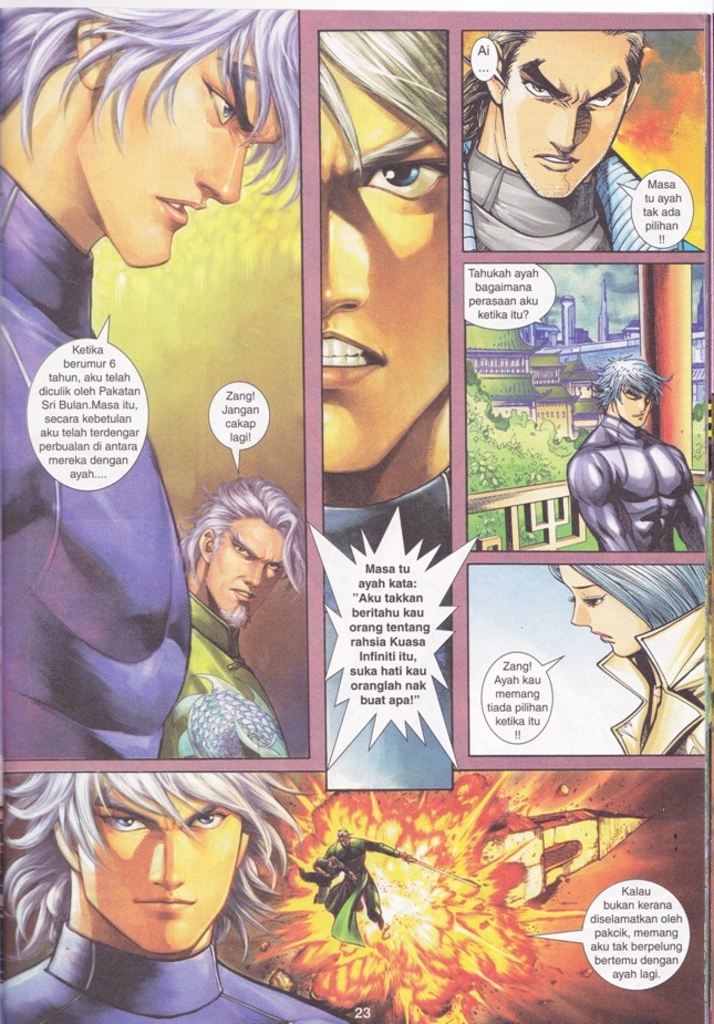 Ketika
berumur 6
tahun, aku telah
diculik oleh Pakatan
Sri Bulan.Masa itu,
secara kebetulan
aku telah terdengar
perbualan di antara
mereka dengan
ayah....
Zang!
Jangan
cakap
lagi!
Masa tu
ayah kata:
"Aku takkan
beritahu kau
orang tentang
rahsia Kuasa
Infiniti itu,
suka hati kau
oranglah nak
buat apa!"
Ai
...
Masa
tu ayah
tak ada
pilihan
!!
Tahukah ayah
bagaimana
perasaan aku
ketika itu?
Zang!
Ayah kau
memang
tiada pilihan
ketika itu
!!
Kalau
bukan kerana
diselamatkan oleh
pakcik, memang
aku tak berpelung
bertemu dengan
ayah lagi.
23